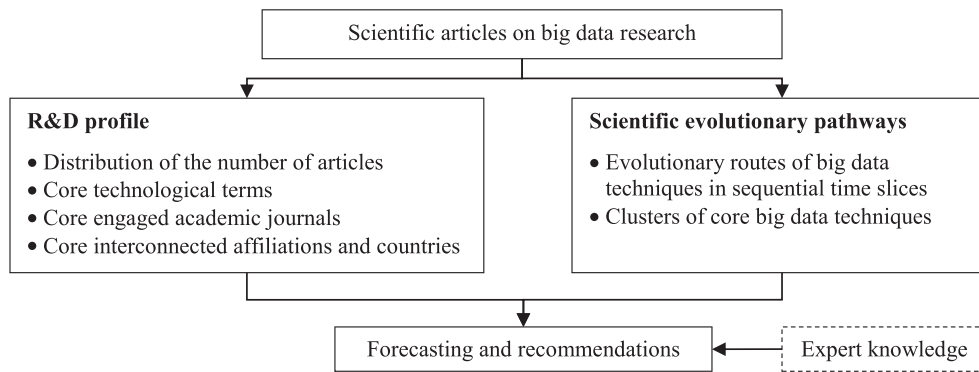 Scientific articles on big data research
R&D profile
• Distribution of the number of articles
• Core technological terms
• Core engaged academic journals
• Core interconnected affiliations and countries
Scientific evolutionary pathways
• Evolutionary routes of big data
techniques in sequential time slices
• Clusters of core big data techniques
Forecasting and recommendations
Expert knowledge